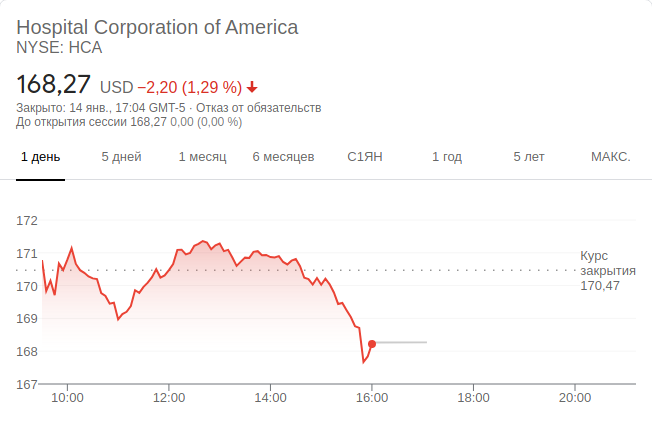 Hospital Corporation of America
NYSE: HCA
168,27 USD −2,20 (1,29 %)
Закрыто: 14 янв., 17:04 GMT-5 · Отказ от обязательств
До открытия сессии 168,27 0,00 (0,00 %)
1 день 5 дней 1 месяц 6 месяцев С1ЯН 1 год 5 лет МАКС.
172
171
170
169
168
167
Курс
закрытия
170,47
10:00 12:00 14:00 16:00 18:00 20:00